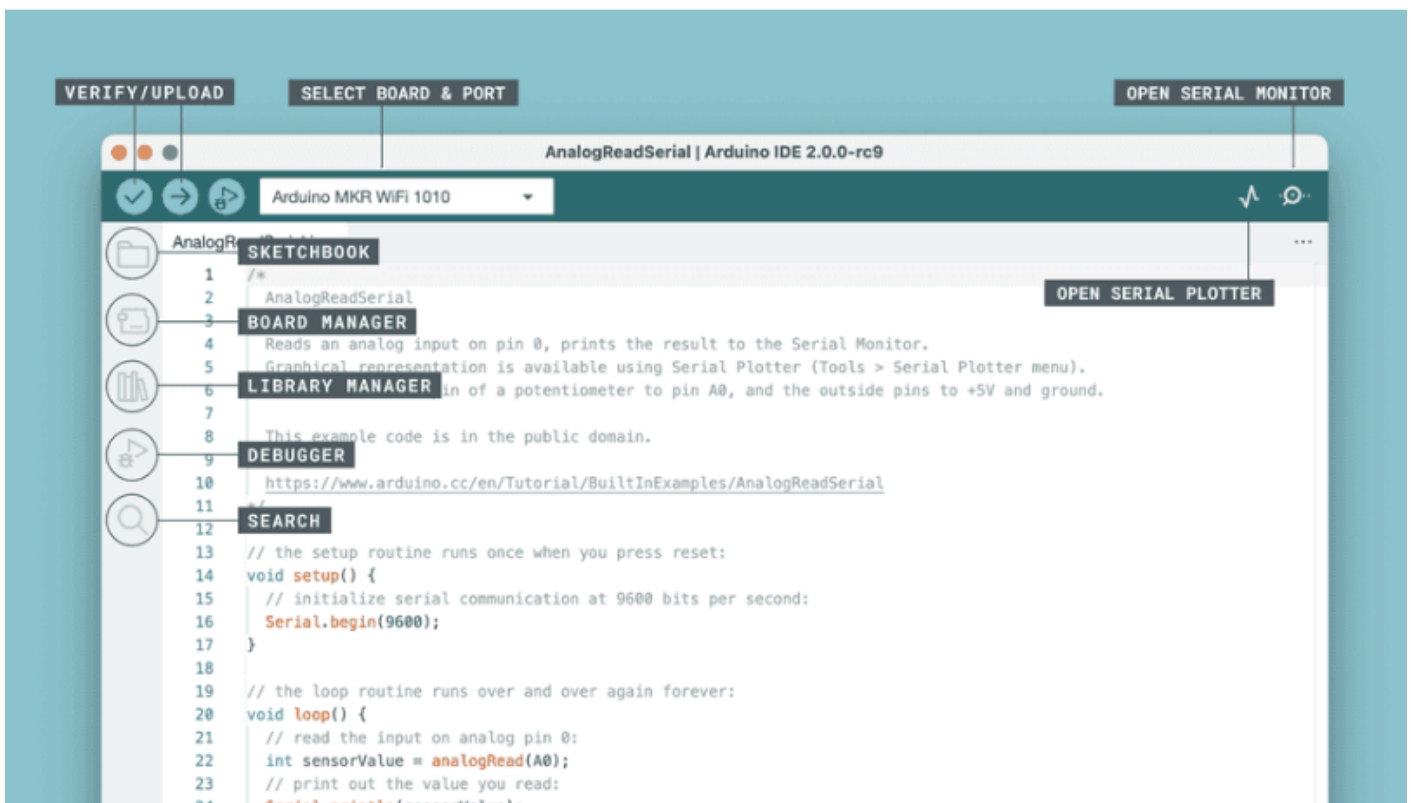 VERIFY/UPLOAD
SELECT BOARD & PORT
OPEN SERIAL MONITOR
AnalogReadSerial | Arduino IDE 2.0.0-rc9
Arduino MKR WiFi 1010
SKETCHBOOK
OPEN SERIAL PLOTTER
1 /*
2 AnalogReadSerial
3
BOARD MANAGER
4 Reads an analog input on pin 0, prints the result to the Serial Monitor.
5 Graphical representation is available using Serial Plotter (Tools > Serial Plotter menu).
LIBRARY MANAGER
6 of a potentiometer to pin A0, and the outside pins to +5V and ground.
7
8 This example code is in the public domain.
9
DEBUGGER
10 https://www.arduino.cc/en/Tutorial/BuiltInExamples/AnalogReadSerial
11 */
SEARCH
12
13 // the setup routine runs once when you press reset:
14 void setup() {
15 // initialize serial communication at 9600 bits per second:
16 Serial.begin(9600);
17 }
18
19 // the loop routine runs over and over again forever:
20 void loop() {
21 // read the input on analog pin 0:
22 int sensorValue = analogRead(A0);
23 // print out the value you read: